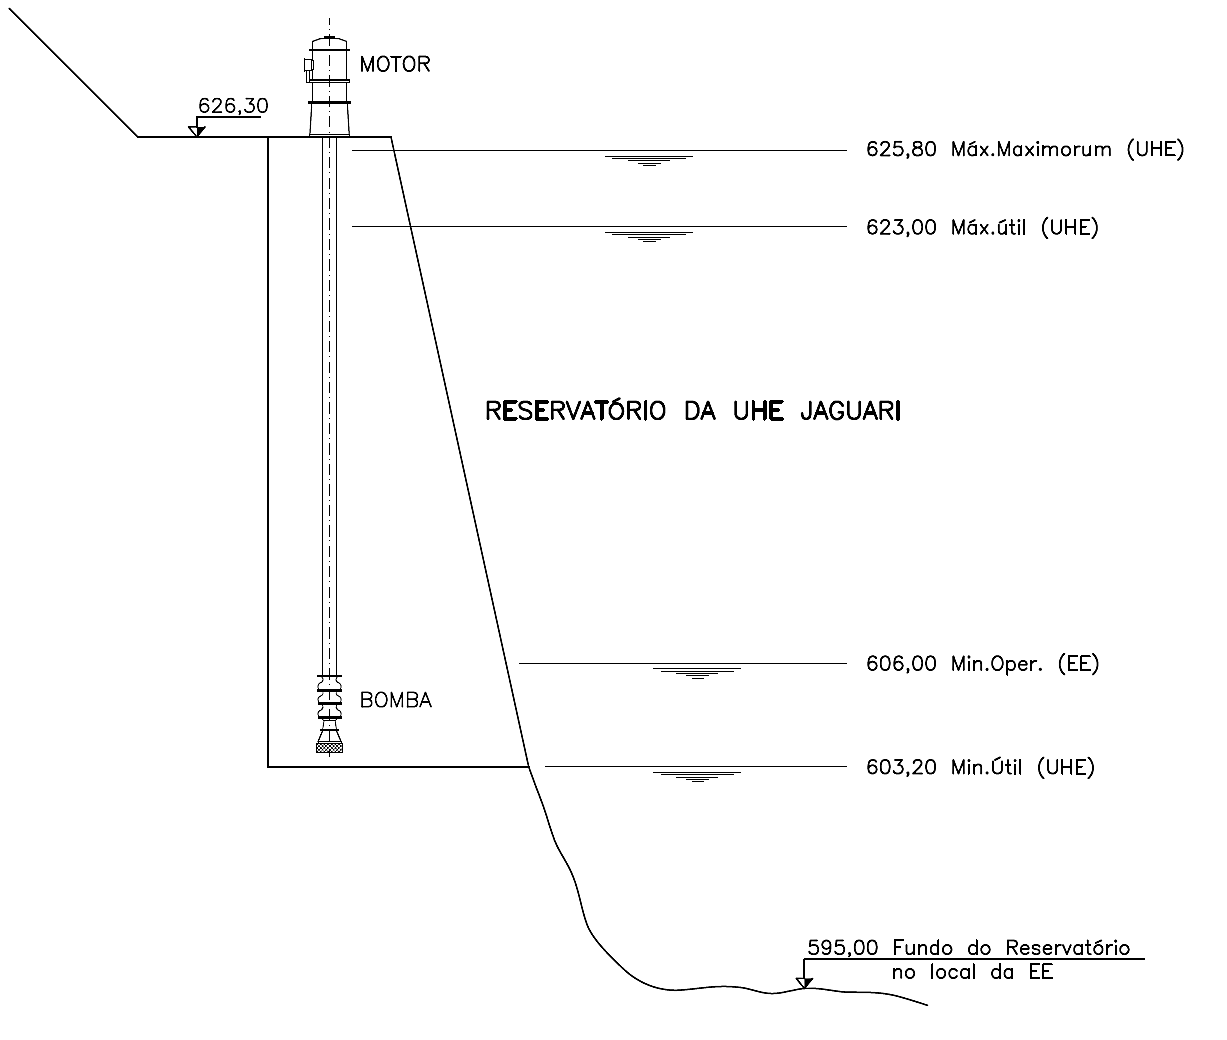 MOTOR
626,30
625,80 Máx.Maximorum (UHE)
623,00 Máx.útil (UHE)
RESERVATÓRIO DA UHE JAGUARI
606,00 Min.Oper. (EE)
BOMBA
603,20 Min.Útil (UHE)
595,00 Fundo do Reservatório
no local da EE